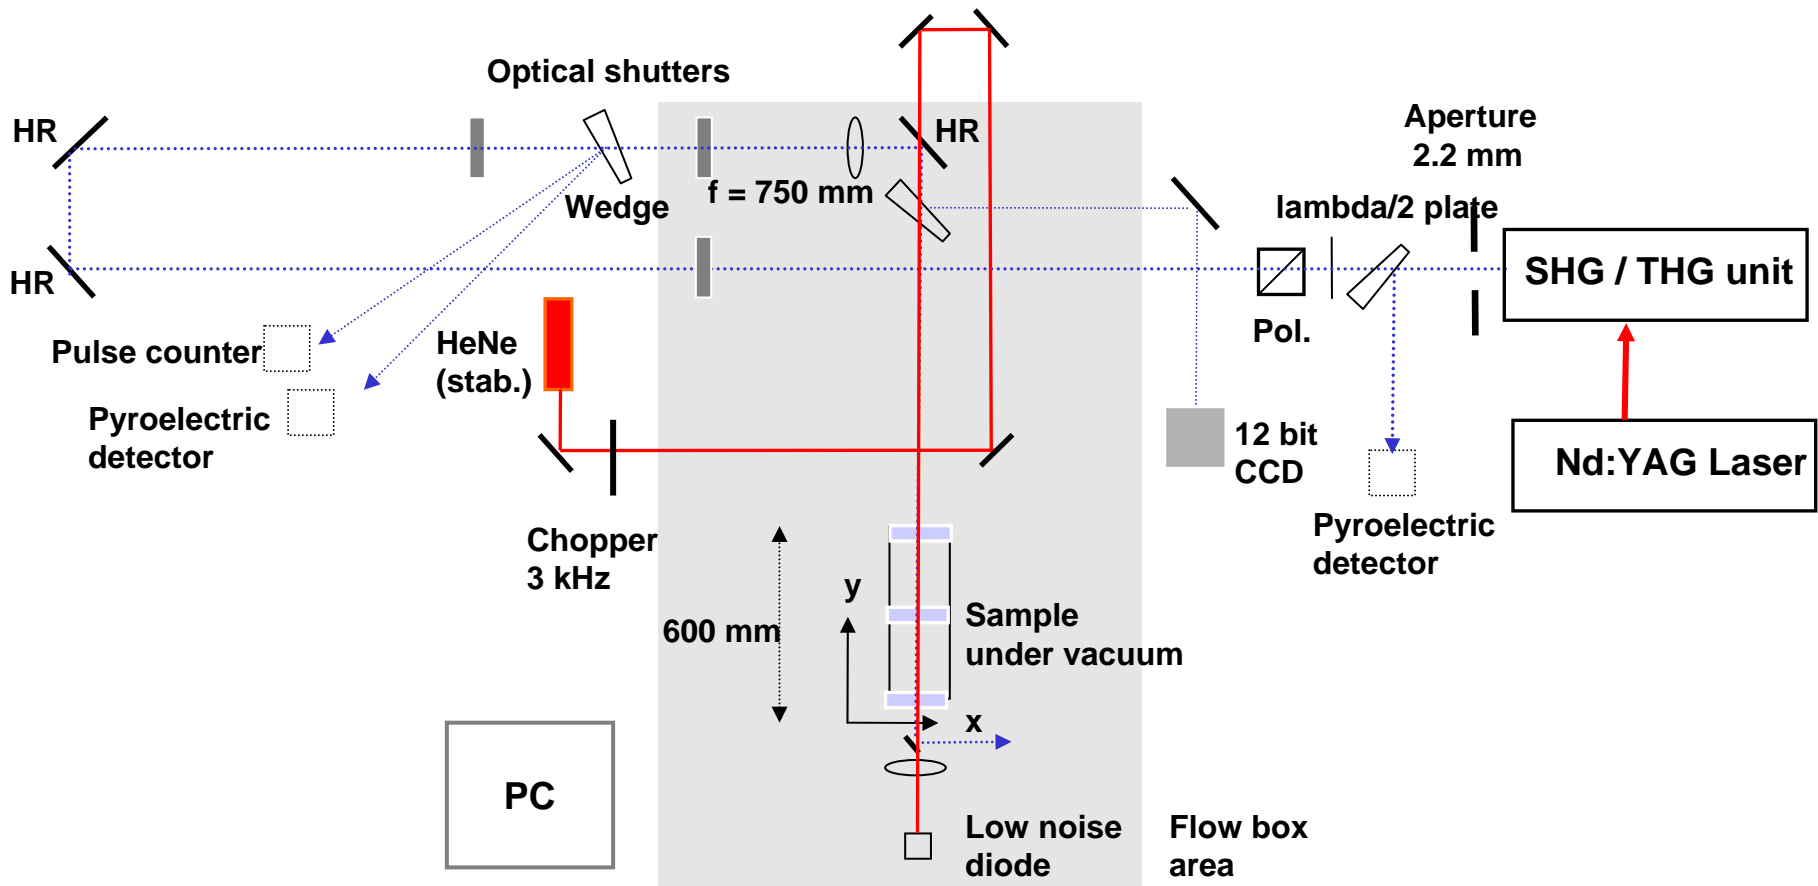 Optical shutters
HR
HR
Aperture
2.2 mm
f = 750 mm
Wedge
lambda/2 plate
HR
SHG / THG unit
Pol.
Pulse counter
HeNe
(stab.)
Pyroelectric
detector
12 bit
CCD
Nd:YAG Laser
Chopper
3 kHz
Pyroelectric
detector
y
600 mm
Sample
under vacuum
x
PC
Low noise
diode
Flow box
area